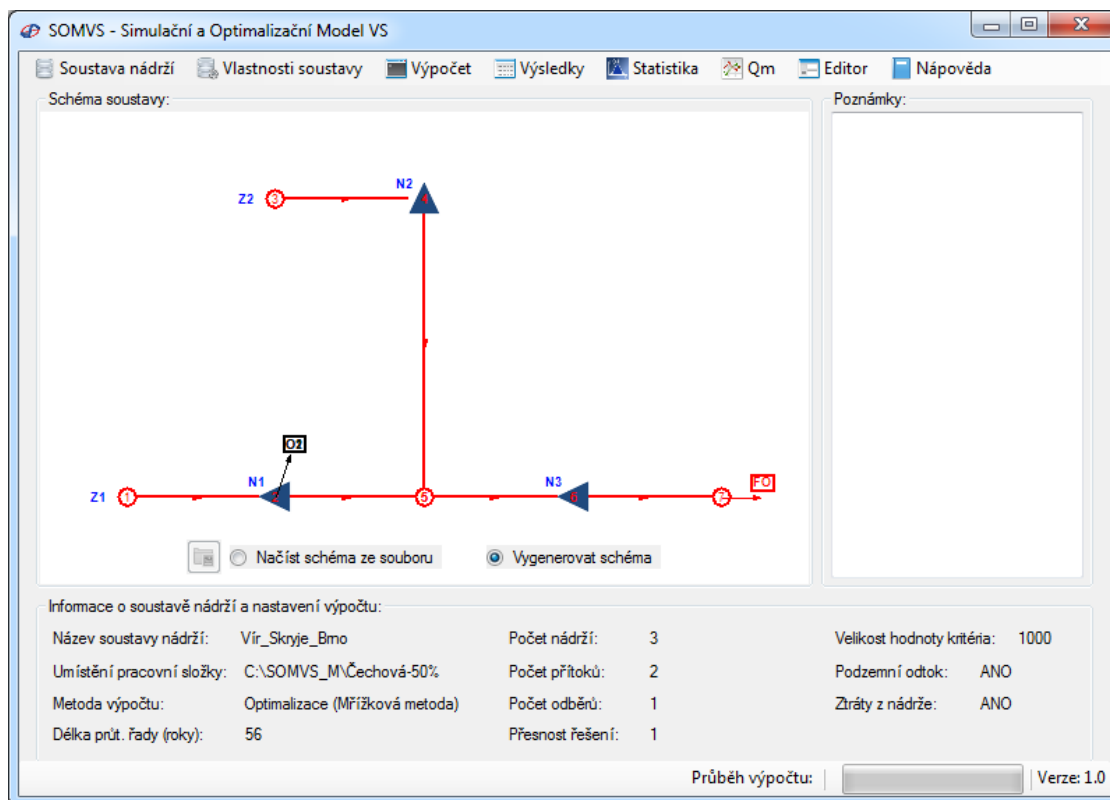 SOMVS - Simulační a Optimalizační Model VS
Soustava nádrží Vlastnosti soustavy Výpočet Výsledky Statistika Qm Editor Nápověda
Schéma soustavy:
Poznámky:
N2
Z2 3 4
N1 N3 FO
Z1 1 2 5 6 7
Načíst schéma ze souboru Vygenerovat schéma
Informace o soustavě nádrží a nastavení výpočtu:
Název soustavy nádrží: Vír_Skryje_Brno Počet nádrží: 3 Velikost hodnoty kritéria: 1000
Umístění pracovní složky: C:\SOMVS_M\Čechová-50% Počet přítoků: 2 Podzemní odtok: ANO
Metoda výpočtu: Optimalizace (Mřížková metoda) Počet odběrů: 1 Ztráty z nádrže: ANO
Délka průt. řady (roky): 56 Přesnost řešení: 1
Průběh výpočtu: Verze: 1.0